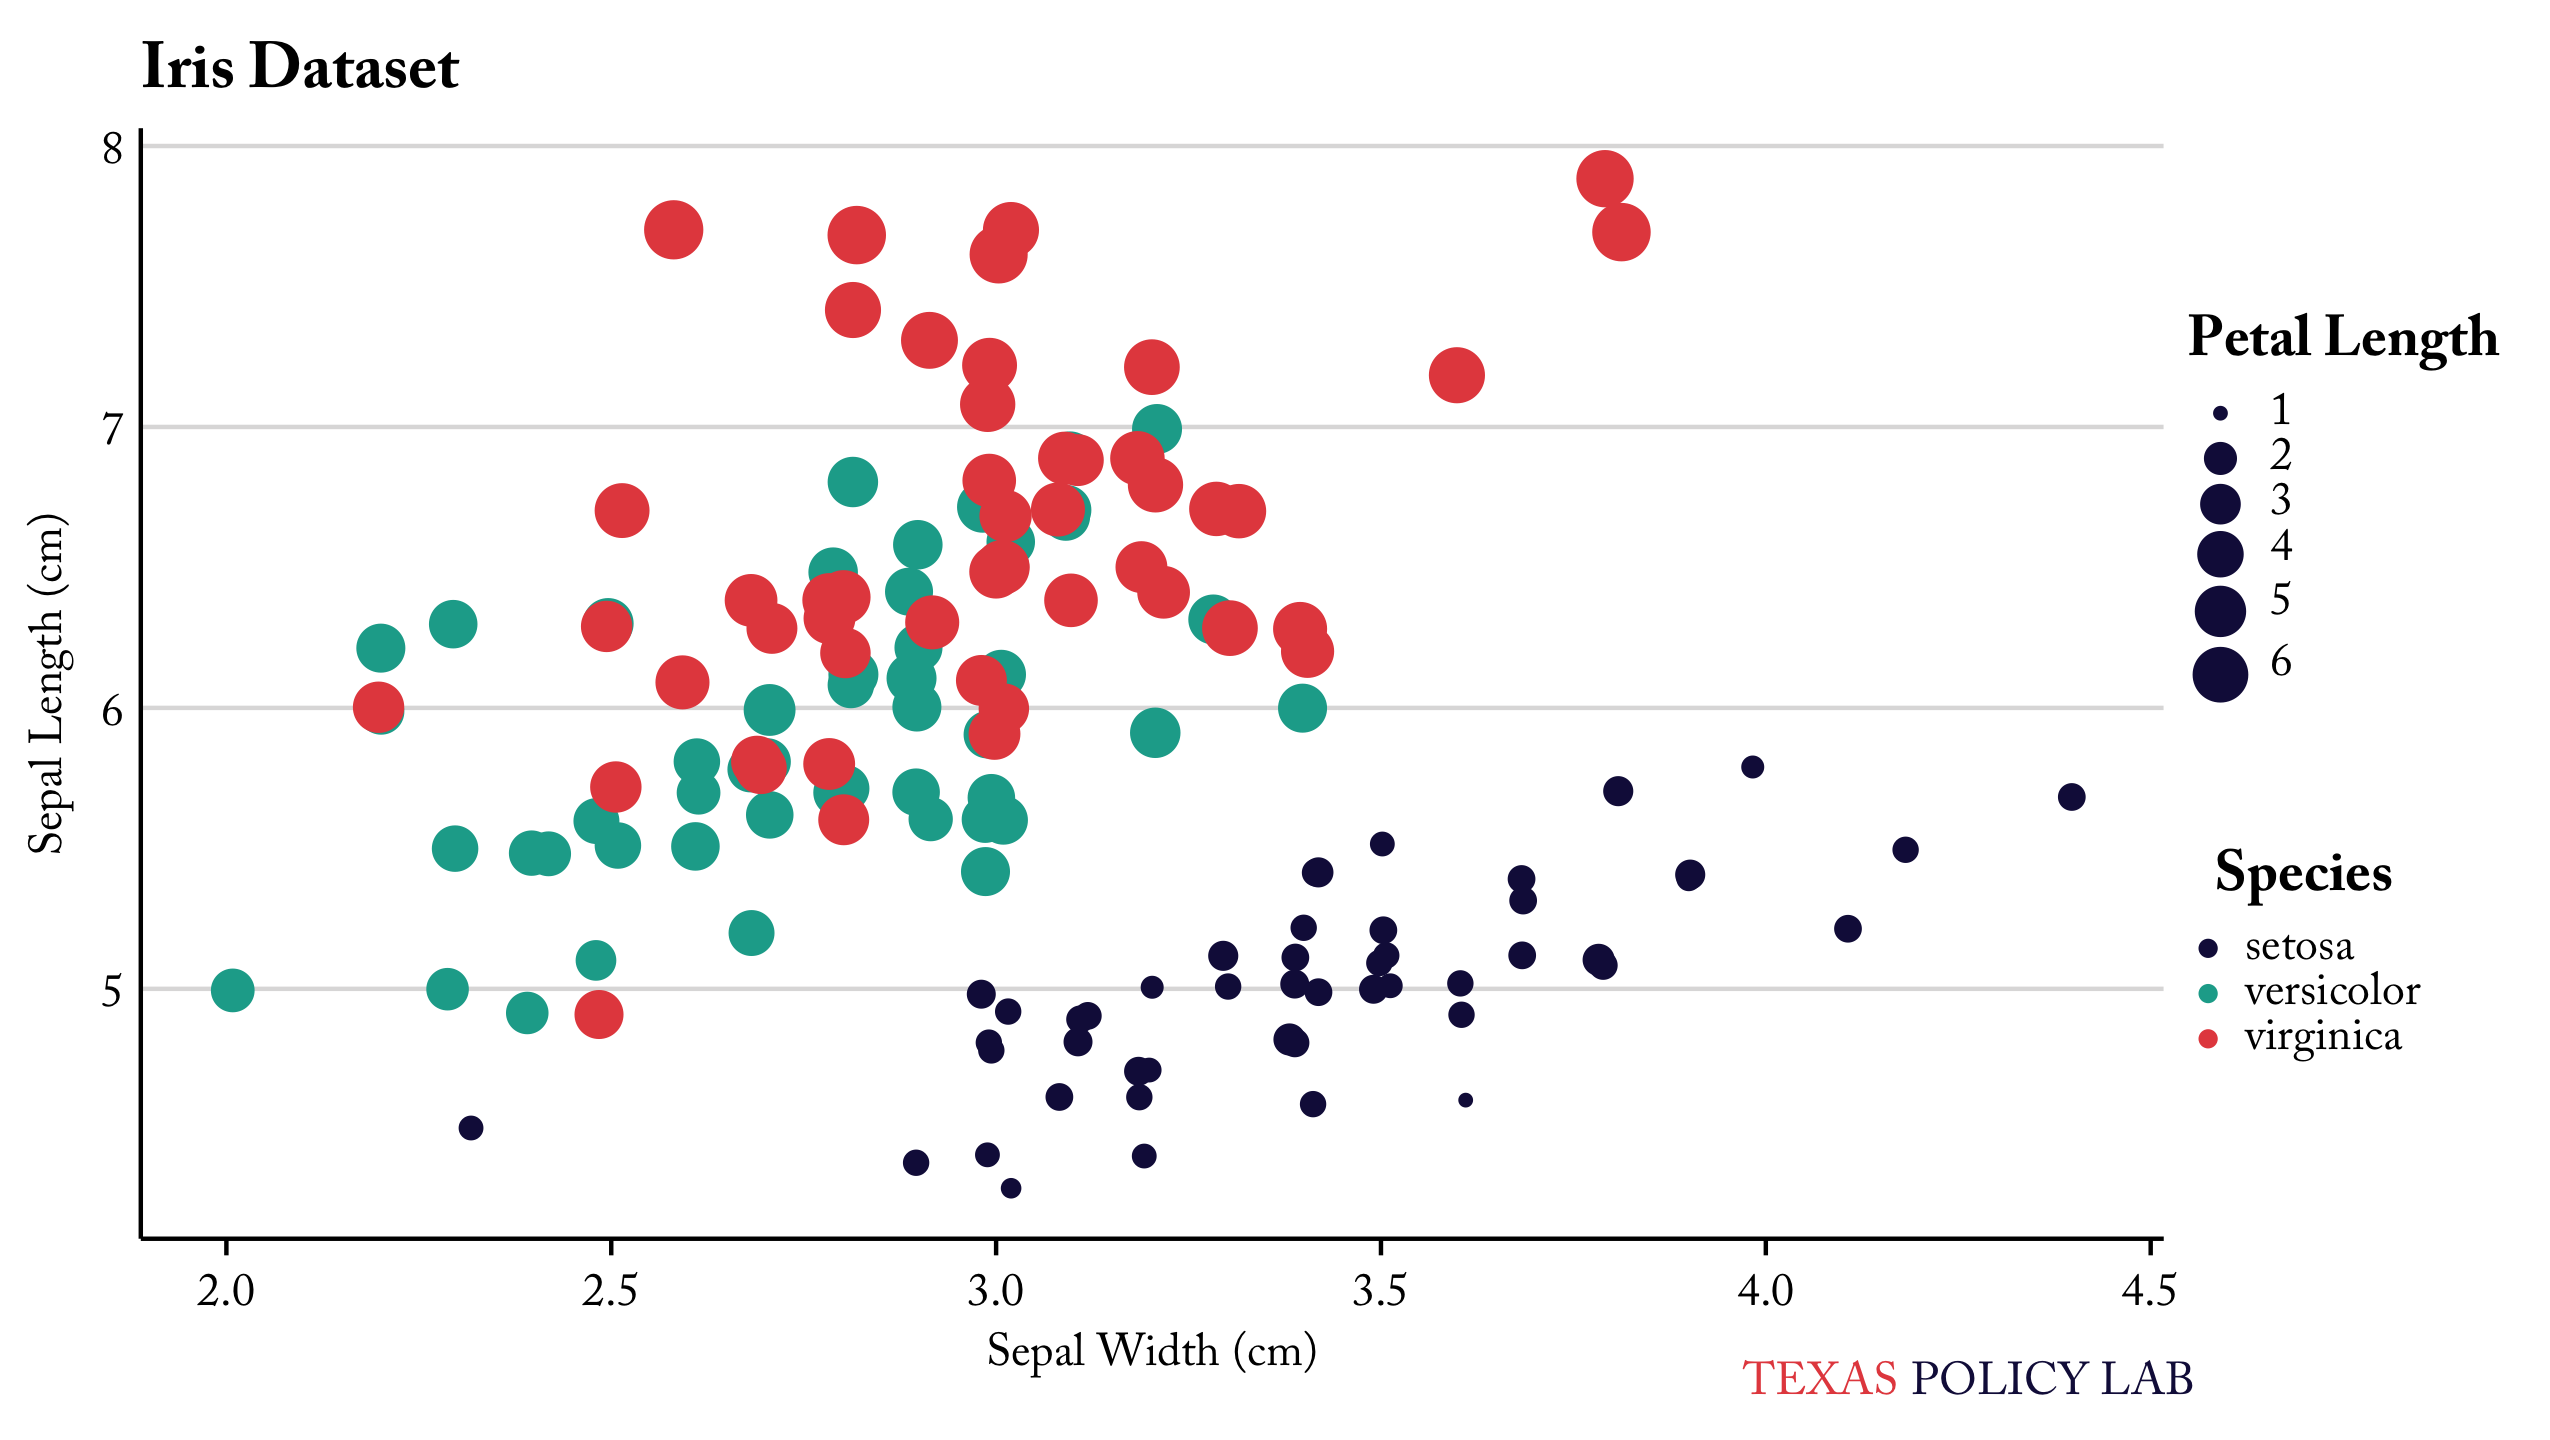 Iris Dataset
8
7
6
5
Sepal Length (cm)
2.0 2.5 3.0 3.5 4.0 4.5
Sepal Width (cm)
Petal Length
1
2
3
4
5
6
Species
setosa
versicolor
virginica
TEXAS POLICY LAB